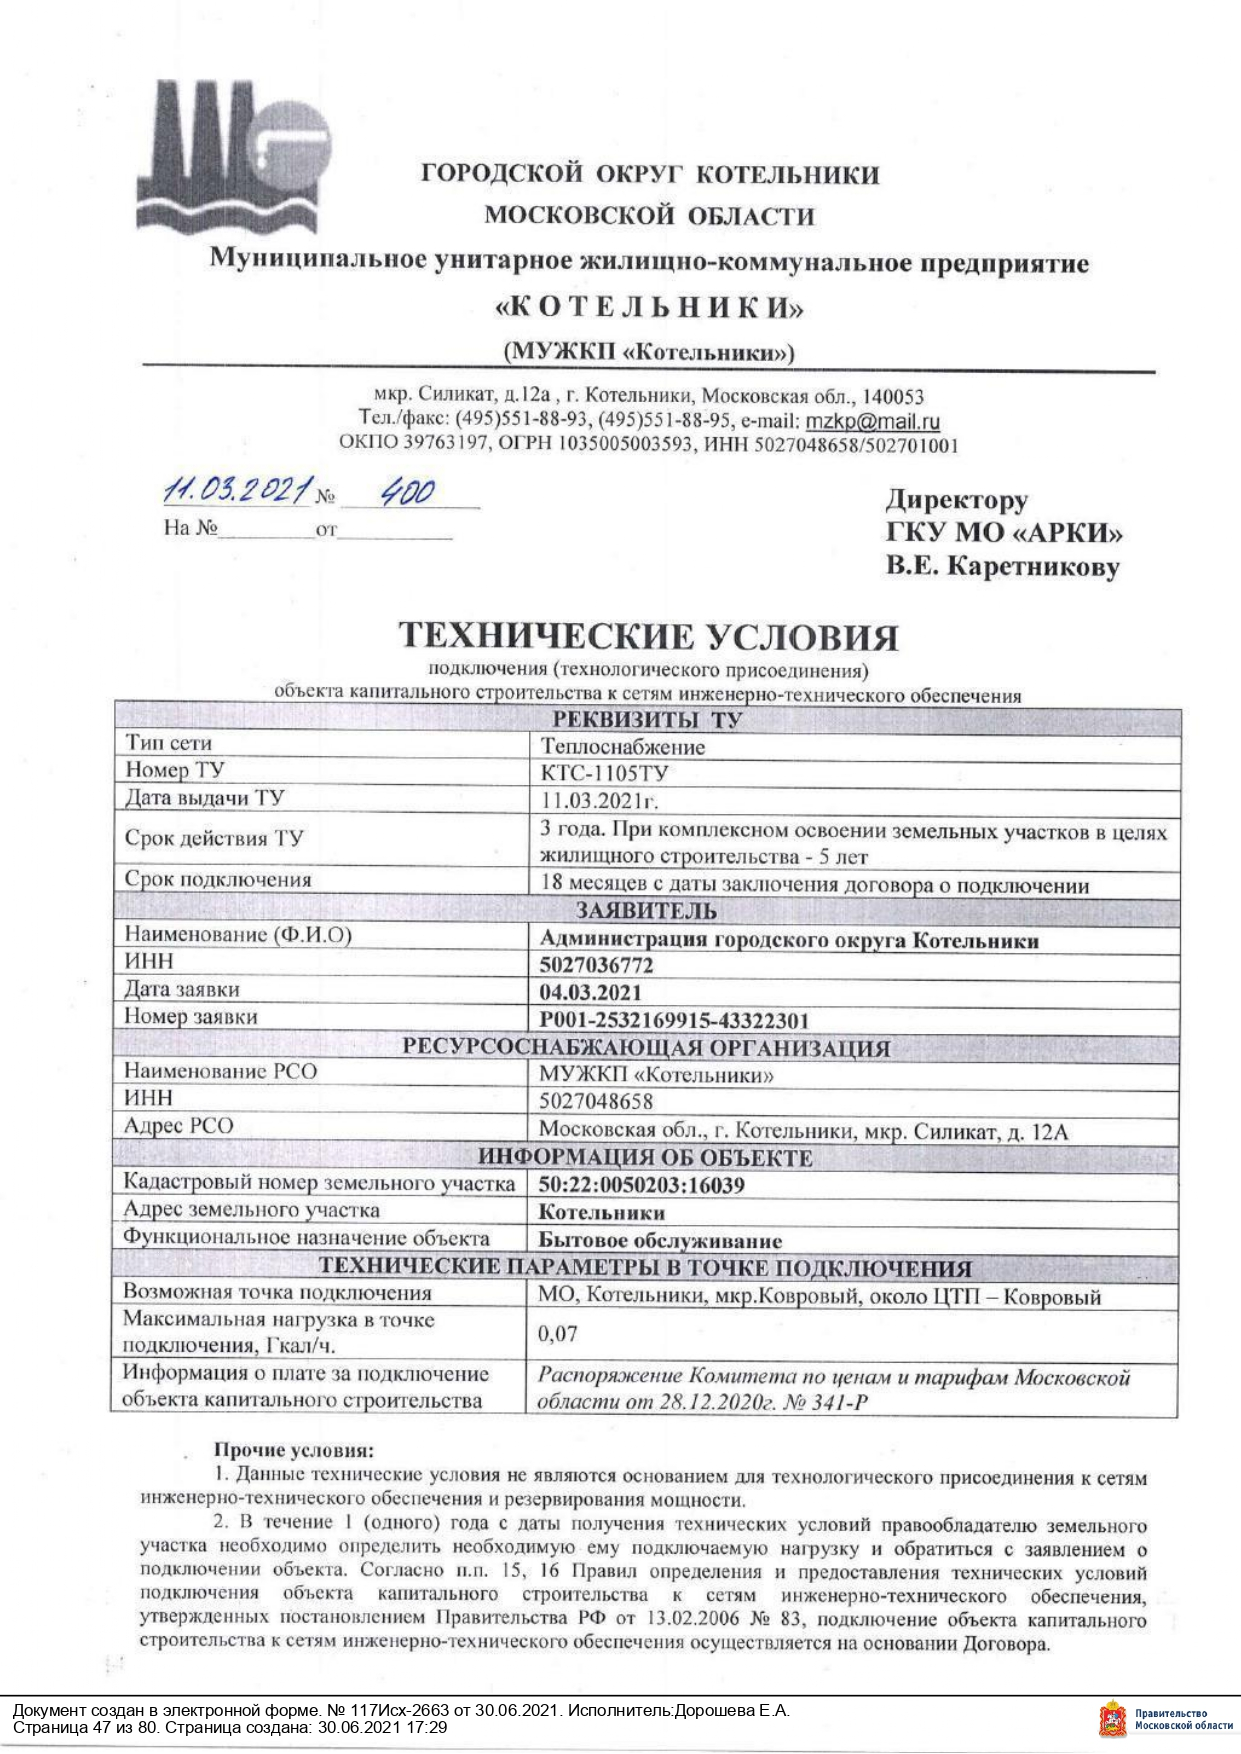 ГОРОДСКОЙ ОКРУГ КОТЕЛЬНИКИ
МОСКОВСКОЙ ОБЛАСТИ
Муниципальное унитарное жилищно-коммунальное предприятие
«К О Т Е Л Ь Н И К И»
(МУЖКП «Котельники»)
мкр. Силикат, д.12а , г. Котельники, Московская обл., 140053
Тел./факс: (495)551-88-93, (495)551-88-95, e-mail: mzkp@mail.ru
ОКПО 39763197, ОГРН 1035005003593, ИНН 5027048658/502701001
11.03.2021 № 400
На №_________от___________
Директору
ГКУ МО «АРКИ»
В.Е. Каретникову
ТЕХНИЧЕСКИЕ УСЛОВИЯ
подключения (технологического присоединения)
объекта капитального строительства к сетям инженерно-технического обеспечения
РЕКВИЗИТЫ ТУ
Тип сети Теплоснабжение
Номер ТУ КТС-1105ТУ
Дата выдачи ТУ 11.03.2021г.
Срок действия ТУ 3 года. При комплексном освоении земельных участков в целях
жилищного строительства - 5 лет
Срок подключения 18 месяцев с даты заключения договора о подключении
ЗАЯВИТЕЛЬ
Наименование (Ф.И.О) Администрация городского округа Котельники
ИНН 5027036772
Дата заявки 04.03.2021
Номер заявки P001-2532169915-43322301
РЕСУРСОСНАБЖАЮЩАЯ ОРГАНИЗАЦИЯ
Наименование РСО МУЖКП «Котельники»
ИНН 5027048658
Адрес РСО Московская обл., г. Котельники, мкр. Силикат, д. 12А
ИНФОРМАЦИЯ ОБ ОБЪЕКТЕ
Кадастровый номер земельного участка 50:22:0050203:16039
Адрес земельного участка Котельники
Функциональное назначение объекта Бытовое обслуживание
ТЕХНИЧЕСКИЕ ПАРАМЕТРЫ В ТОЧКЕ ПОДКЛЮЧЕНИЯ
Возможная точка подключения МО, Котельники, мкр.Ковровый, около ЦТП – Ковровый
Максимальная нагрузка в точке
подключения, Гкал/ч. 0,07
Информация о плате за подключение
объекта капитального строительства
Распоряжение Комитета по ценам и тарифам Московской
области от 28.12.2020г. № 341-Р
Прочие условия:
1. Данные технические условия не являются основанием для технологического присоединения к сетям
инженерно-технического обеспечения и резервирования мощности.
2. В течение 1 (одного) года с даты получения технических условий правообладателю земельного
участка необходимо определить необходимую ему подключаемую нагрузку и обратиться с заявлением о
подключении объекта. Согласно п.п. 15, 16 Правил определения и предоставления технических условий
подключения объекта капитального строительства к сетям инженерно-технического обеспечения,
утвержденных постановлением Правительства РФ от 13.02.2006 № 83, подключение объекта капитального
строительства к сетям инженерно-технического обеспечения осуществляется на основании Договора.
Документ создан в электронной форме. № 117Исх-2663 от 30.06.2021. Исполнитель:Дорошева Е.А.
Страница 47 из 80. Страница создана: 30.06.2021 17:29
Правительство
Московской области